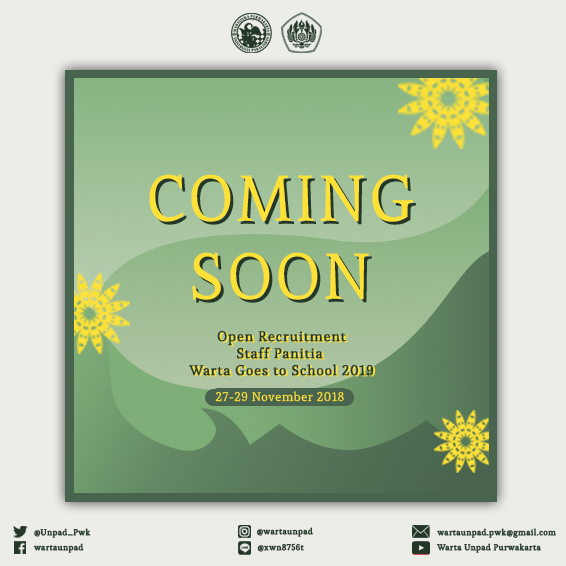 COMING
SOON
Open Recruitment
Staff Panitia
Warta Goes to School 2019
27-29 November 2018
@Unpad_Pwk
@wartaunpad
wartaunpad.pwk@gmail.com
wartaunpad
@xwn8756t
Warta Unpad Purwakarta